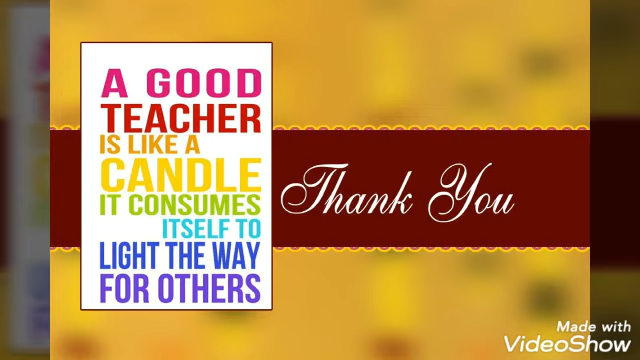 A GOOD
TEACHER
IS LIKE A
CANDLE
IT CONSUMES
ITSELF TO
LIGHT THE WAY
FOR OTHERS
Thank You
Made with
VideoShow